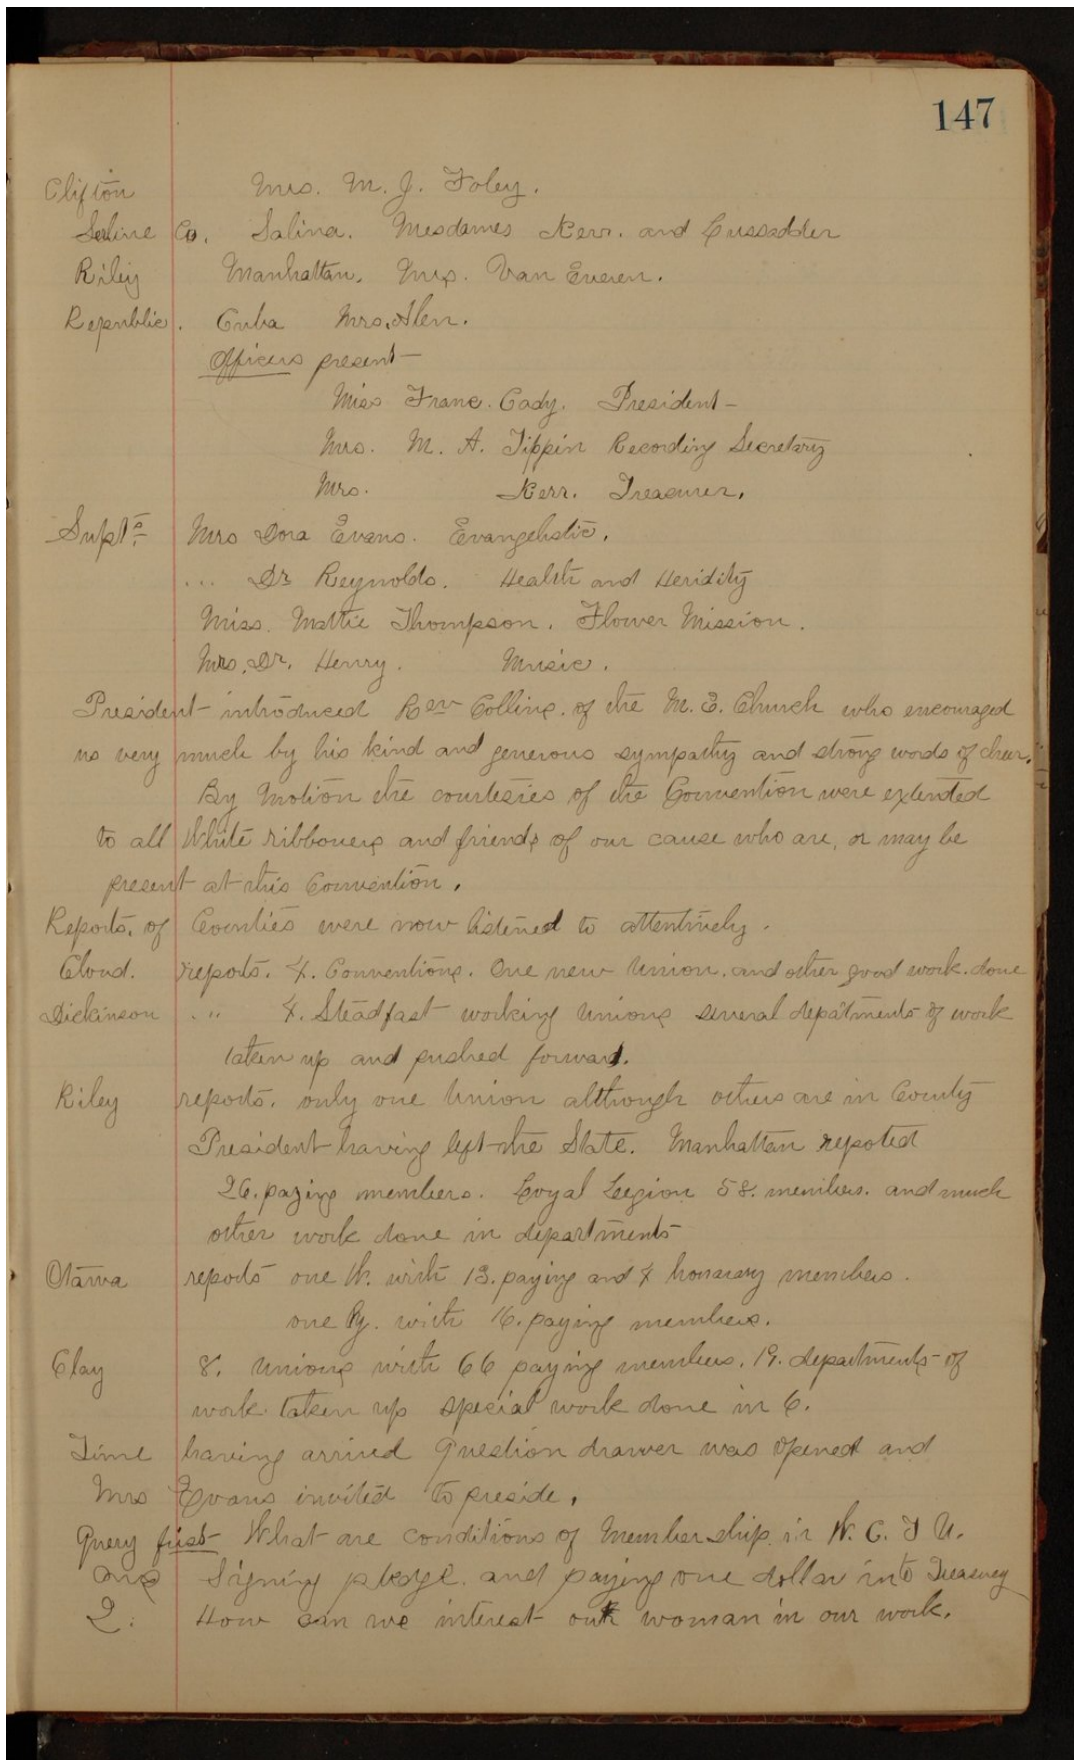 147
Clifton Mrs. M. J. Foley.
Saline Co. Salina. Mesdames Kerr. and
Riley Manhattan. Mrs. Van Everen.
Republic. Cuba Mrs. Alen.
Officers present—
Miss Franc. Cady. President—
Mrs. M. A. Tippin Recording Secretary
Mrs. Kerr. Treasurer.
Supts. Mrs Dora Evans. Evangelistic.
... Dr Reynolds. Health and Heridity
Miss. Mattie Thompson. Flower Mission.
Mrs. Dr. Henry. Music.
President introduced Rev Collins. of the M. E. Church who encouraged
us very much by his kind and generous sympathy and strong words of cheer.
By Motion the courtesies of the Convention were extended
to all White ribboners and friends of our cause who are, or may be
present at this Convention.
Reports. of Counties were now listened to attentively.
Cloud. reports. 4. Conventions. One new Union. and other good work. done
Dickinson " 4. Steadfast working Unions several depatments of work
taken up and pushed forward.
Riley reports. only one Union although others are in County
President having left the State. Manhattan repoted
26. paying members. Loyal Legion 58. members. and much
other work done in departments
Otawa reports one W. with 13. paying and 4 honarary members.
one Y. with 16. paying members.
Clay 8. Unions with 66 paying members. 19. departments of
work taken up special work done in 6.
Time having arrived Question drawer was opened and
Mrs Evans invited to preside.
Query first What are conditions of Member ship in W. C. T U.
Ans Signing pledge. and paying one dollar into Treasury
2. How can we interest our woman in our work.